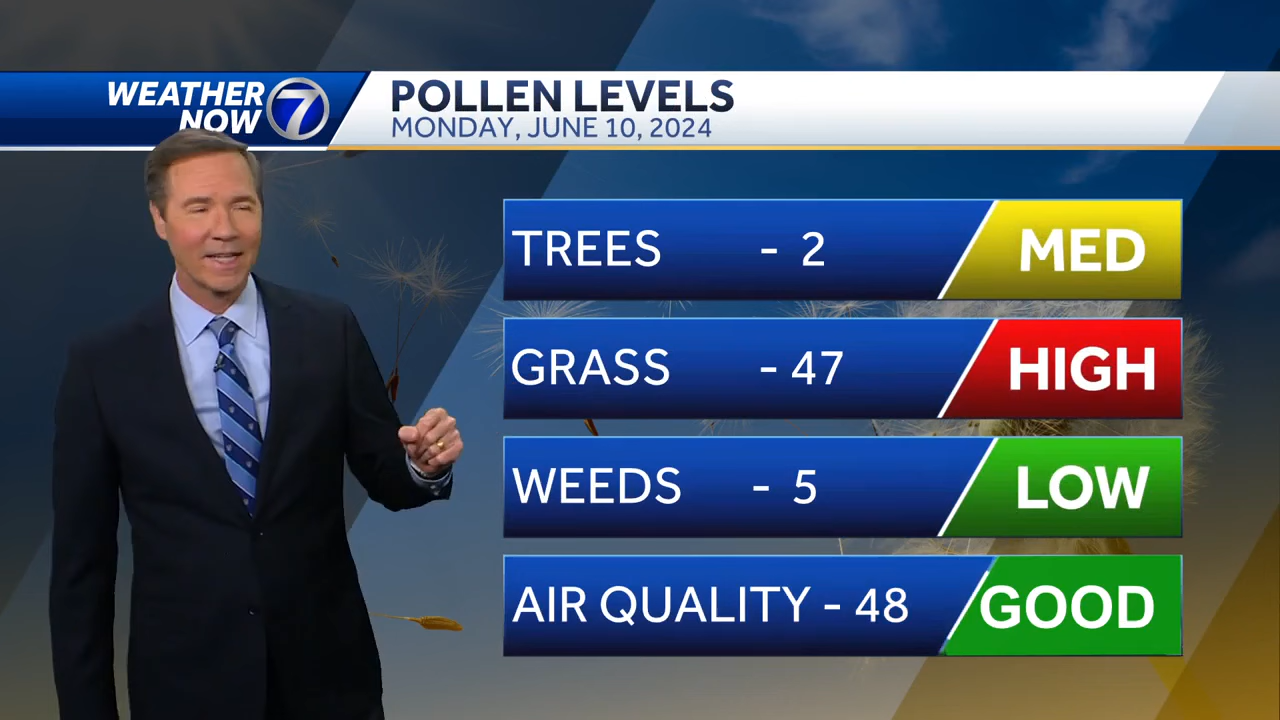 WEATHER
NOW 7
POLLEN LEVELS
MONDAY, JUNE 10, 2024
TREES - 2 MED
GRASS - 47 HIGH
WEEDS - 5 LOW
AIR QUALITY - 48 GOOD